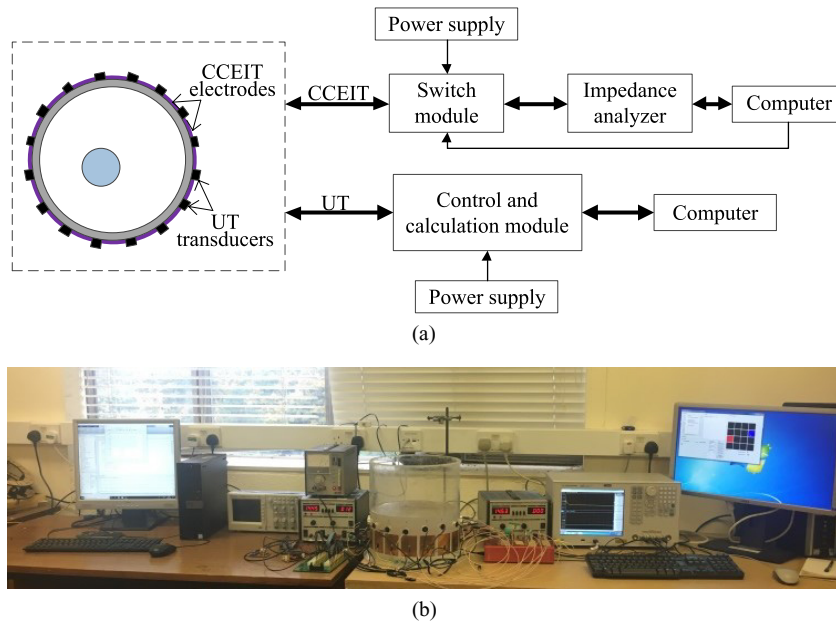 Power supply
CCEIT
electrodes
CCEIT
Switch
module
Impedance
analyzer
Computer
UT
transducers
UT
Control and
calculation module
Computer
Power supply
(a)
(b)